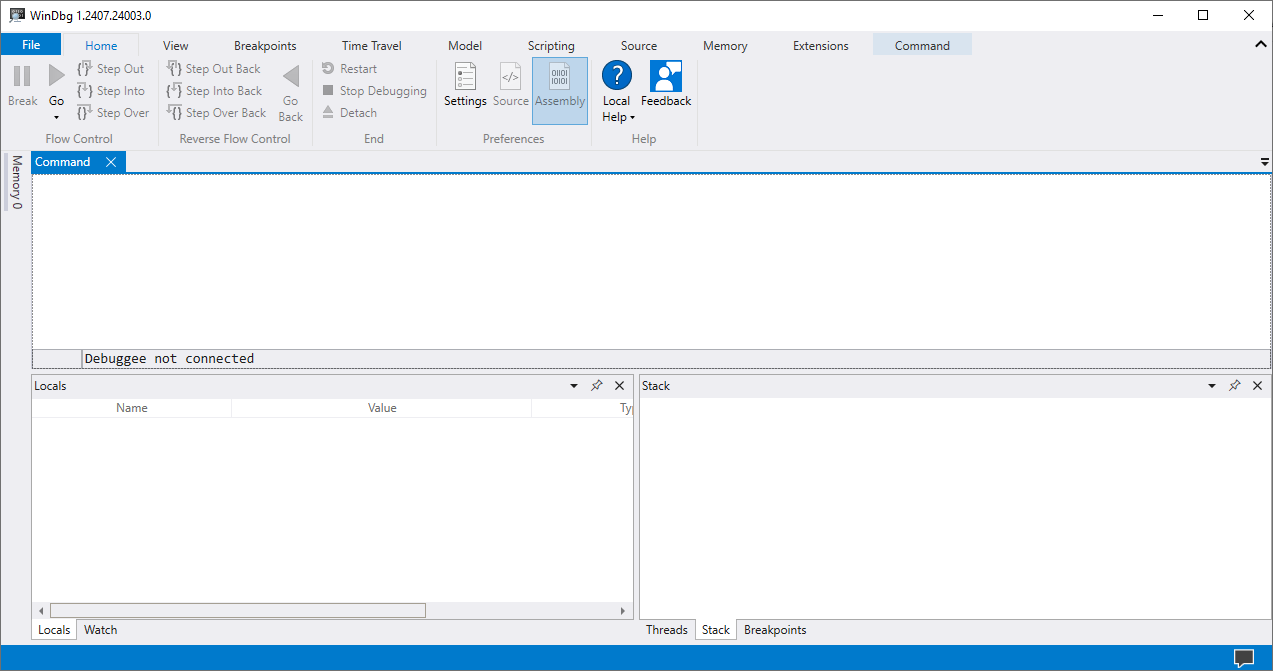 WinDbg 1.2407.24003.0
File Home View Breakpoints Time Travel Model Scripting Source Memory Extensions Command
Break
Go
Step Out
Step Into
Step Over
Flow Control
Step Out Back
Step Into Back
Step Over Back
Go
Back
Reverse Flow Control
Restart
Stop Debugging
Detach
End
Settings
Source
Assembly
Preferences
Local
Help
Feedback
Help
Memory 0
Command
Debuggee not connected
Locals
Name Value Ty
Locals Watch
Stack
Threads Stack Breakpoints